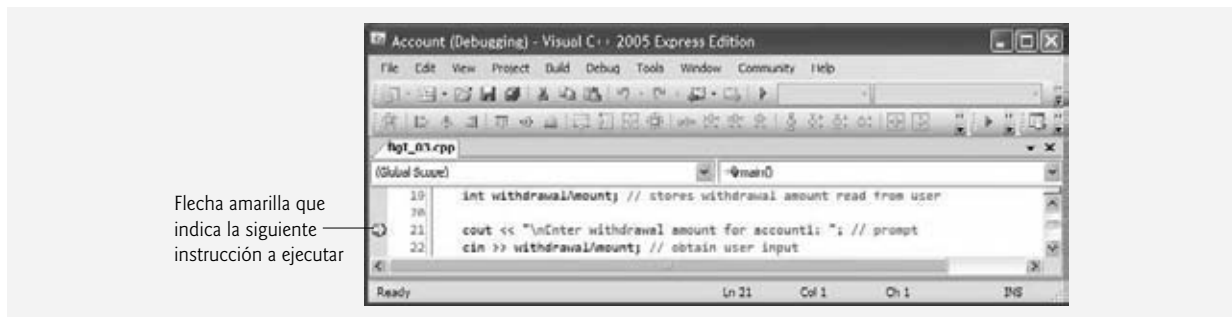 Account (Debugging) - Visual C++ 2005 Express Edition
File Edit View Project Build Debug Tools Window Community Help
figI_03.cpp
(Global Scope) main()
19 int withdrawalAmount; // stores withdrawal amount read from user
20
21 cout << "\nEnter withdrawal amount for account1: "; // prompt
22 cin >> withdrawalAmount; // obtain user input
Flecha amarilla que
indica la siguiente
instrucción a ejecutar
Ready Ln 21 Col 1 Ch 1 INS